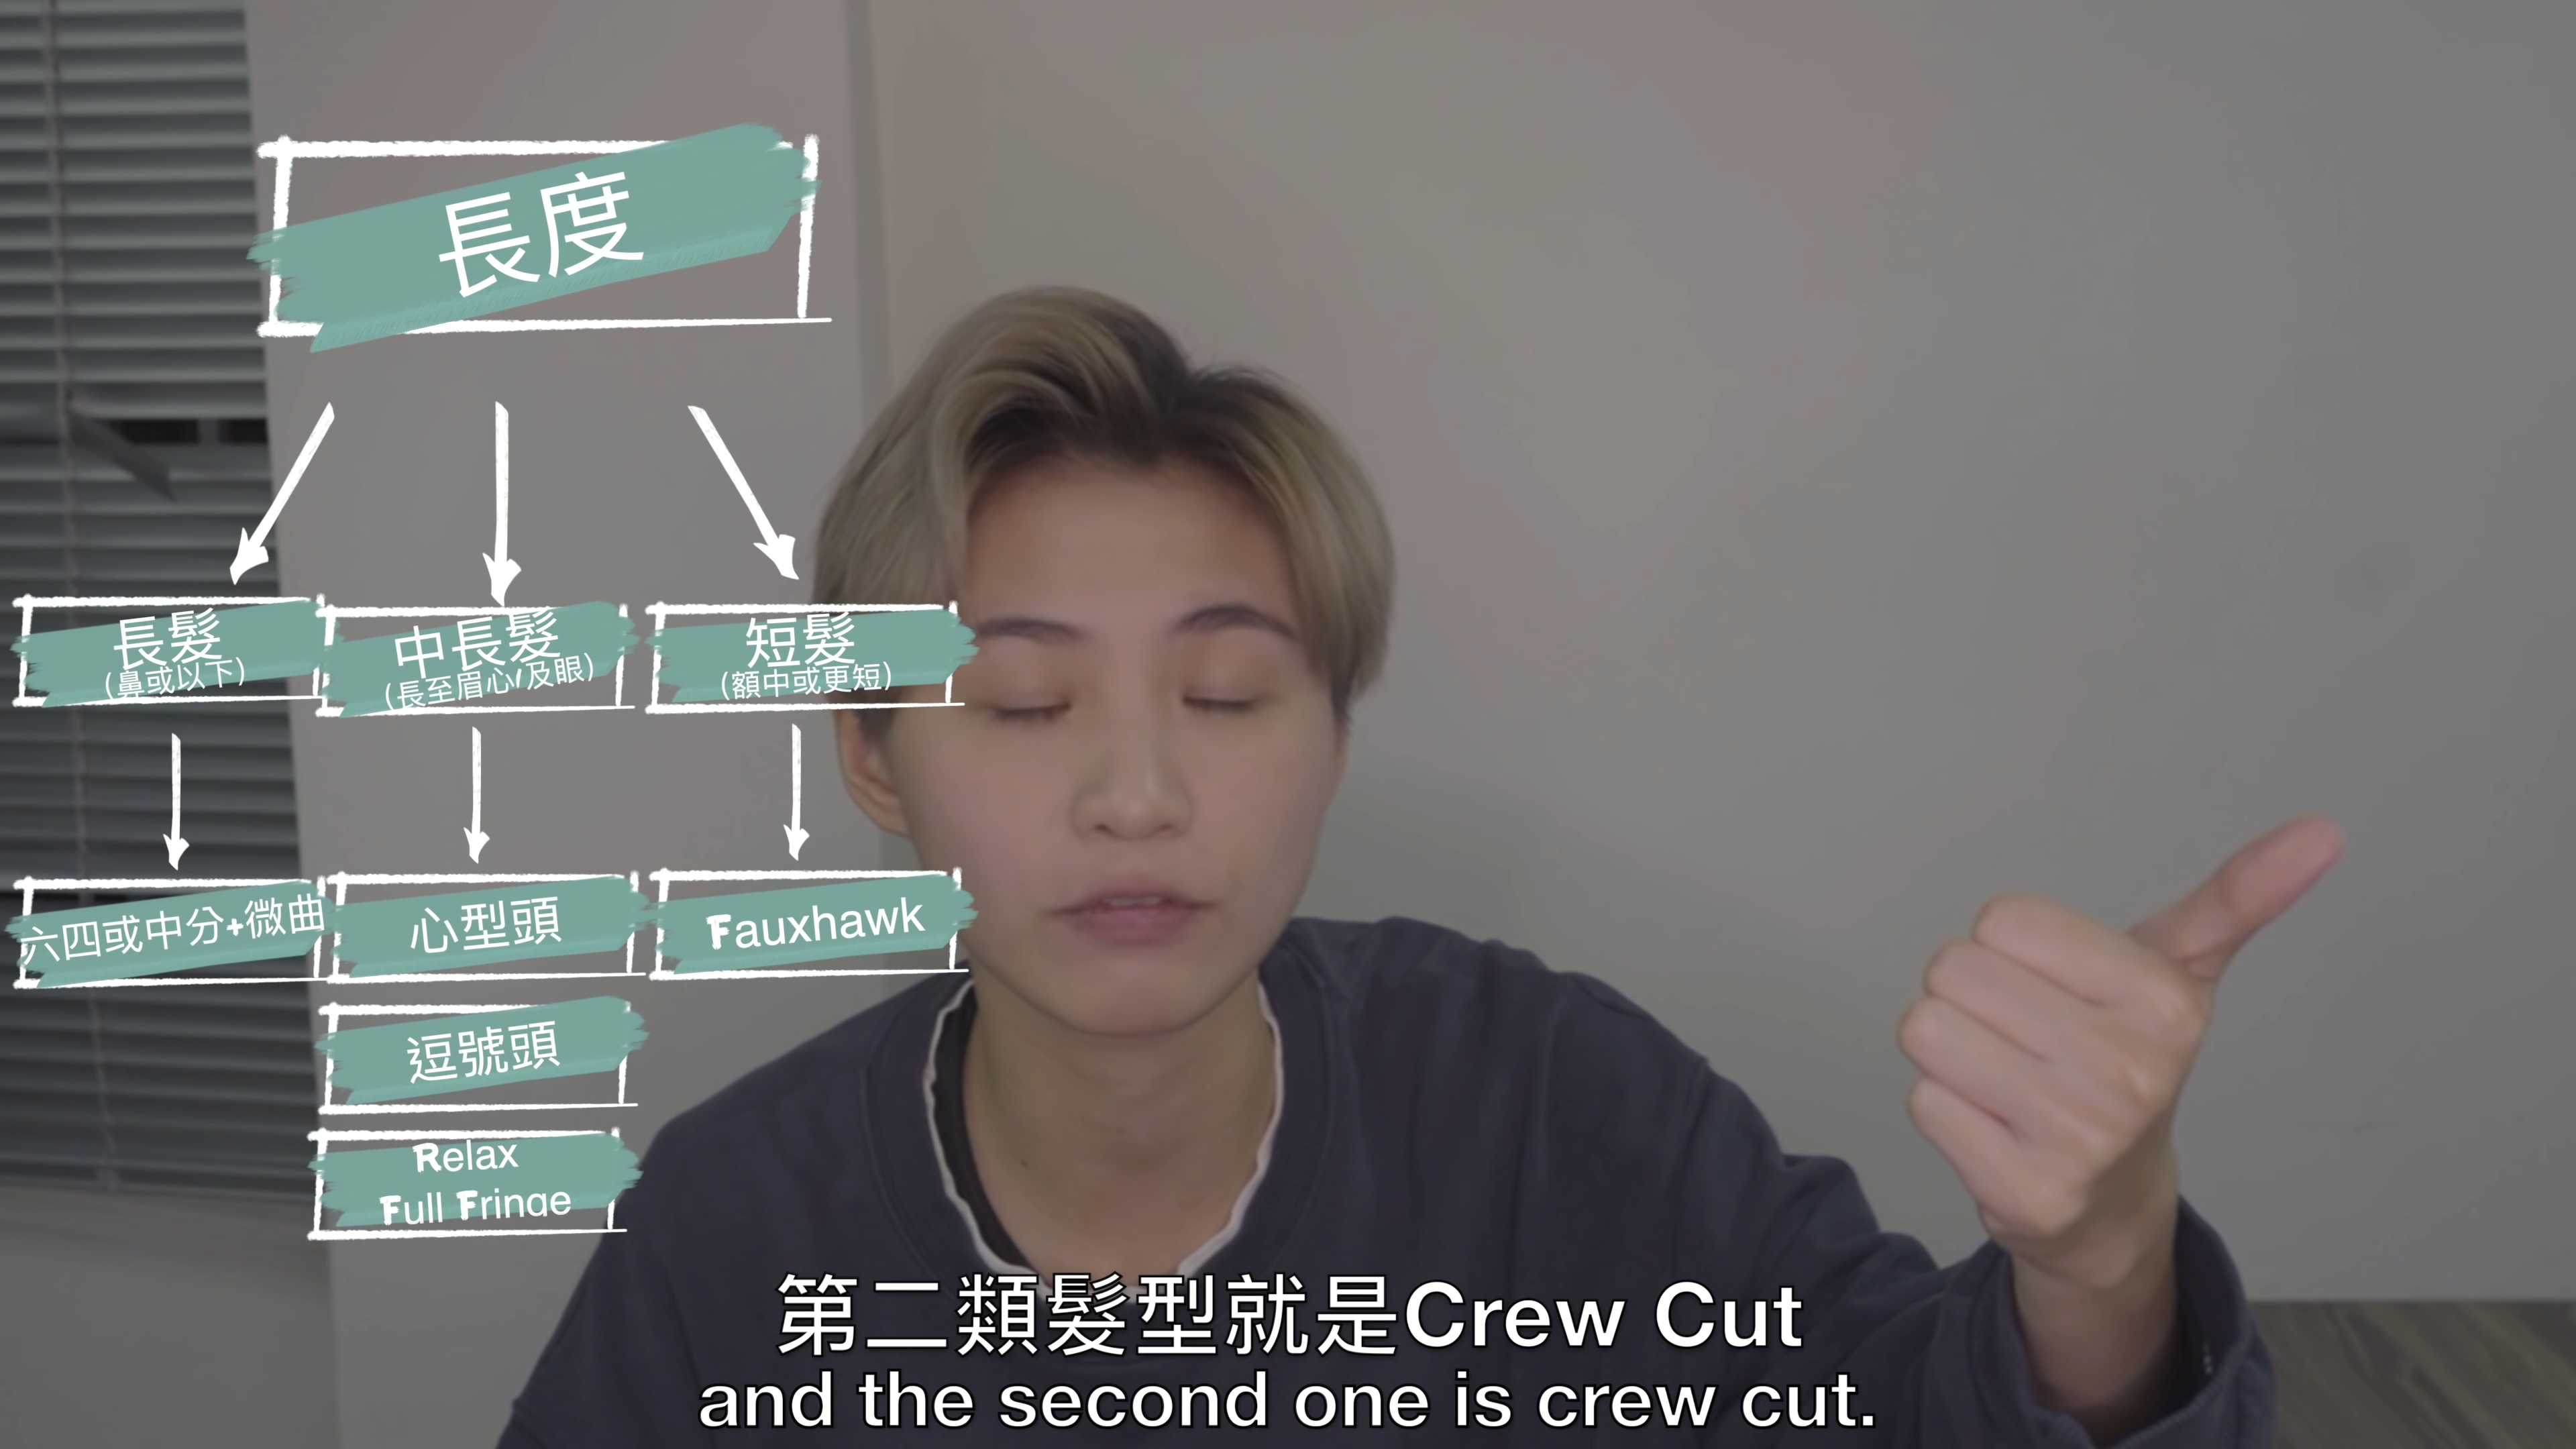 長度
長髮
(鼻或以下)
中長髮
(長至眉心/及眼)
短髮
(額中或更短)
六四或中分+微曲
心型頭
Fauxhawk
逗號頭
Relax
Full Fringe
第二類髮型就是Crew Cut
and the second one is crew cut.